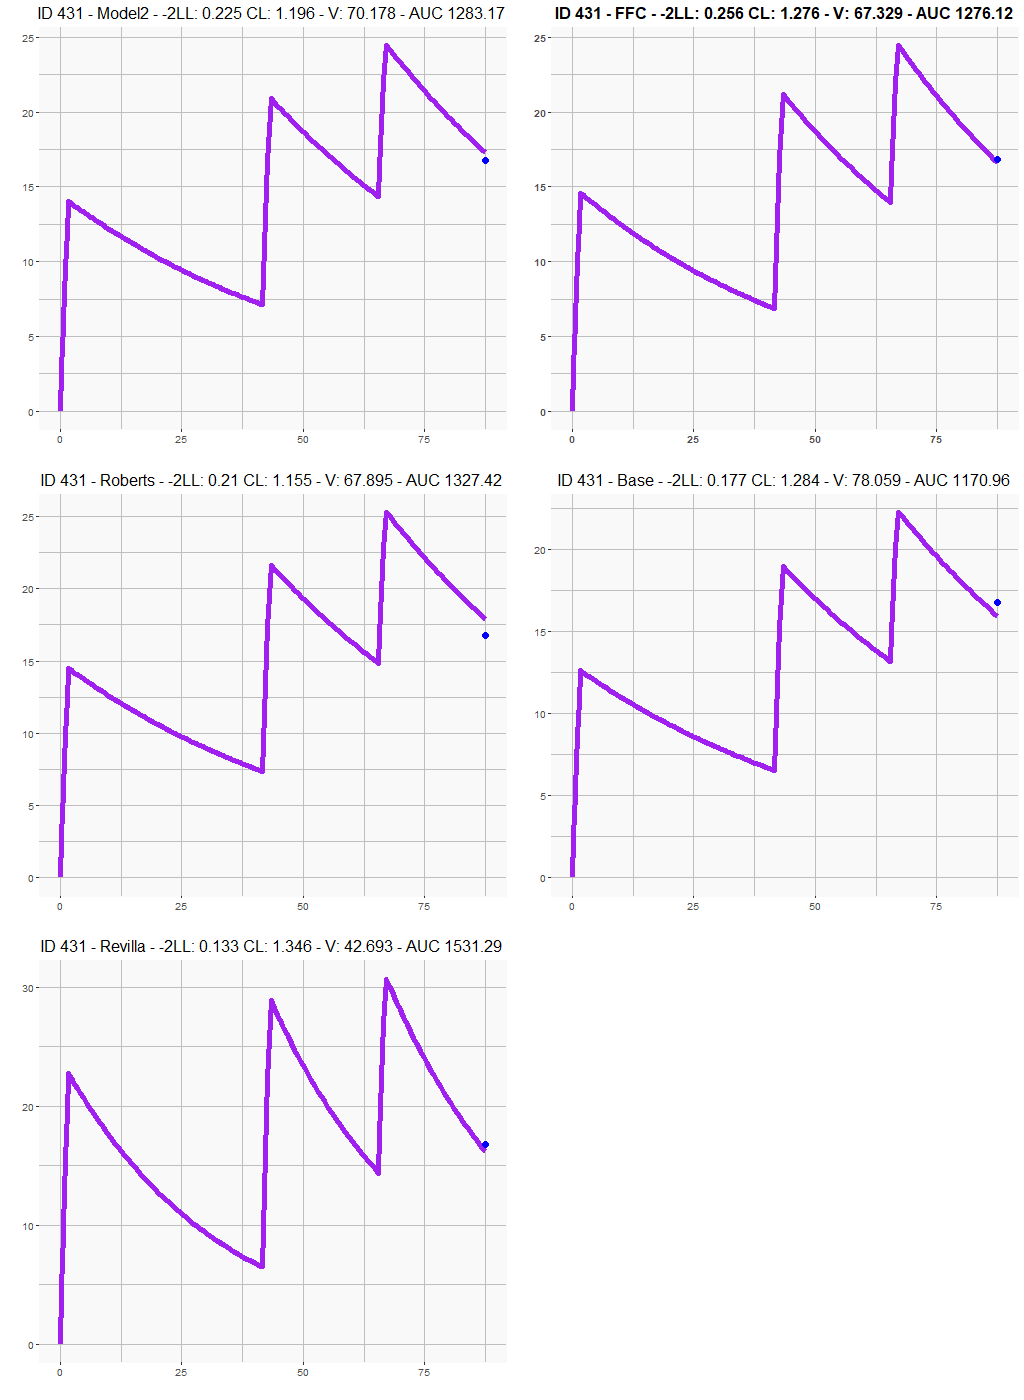 ID 431 - Model2 - -2LL: 0.225 CL: 1.196 - V: 70.178 - AUC 1283.17
25
20
15
10
5
0
0 25 50 75
ID 431 - FFC - -2LL: 0.256 CL: 1.276 - V: 67.329 - AUC 1276.12
25
20
15
10
5
0
0 25 50 75
ID 431 - Roberts - -2LL: 0.21 CL: 1.155 - V: 67.895 - AUC 1327.42
25
20
15
10
5
0
0 25 50 75
ID 431 - Base - -2LL: 0.177 CL: 1.284 - V: 78.059 - AUC 1170.96
20
15
10
5
0
0 25 50 75
ID 431 - Revilla - -2LL: 0.133 CL: 1.346 - V: 42.693 - AUC 1531.29
30
20
10
0
0 25 50 75